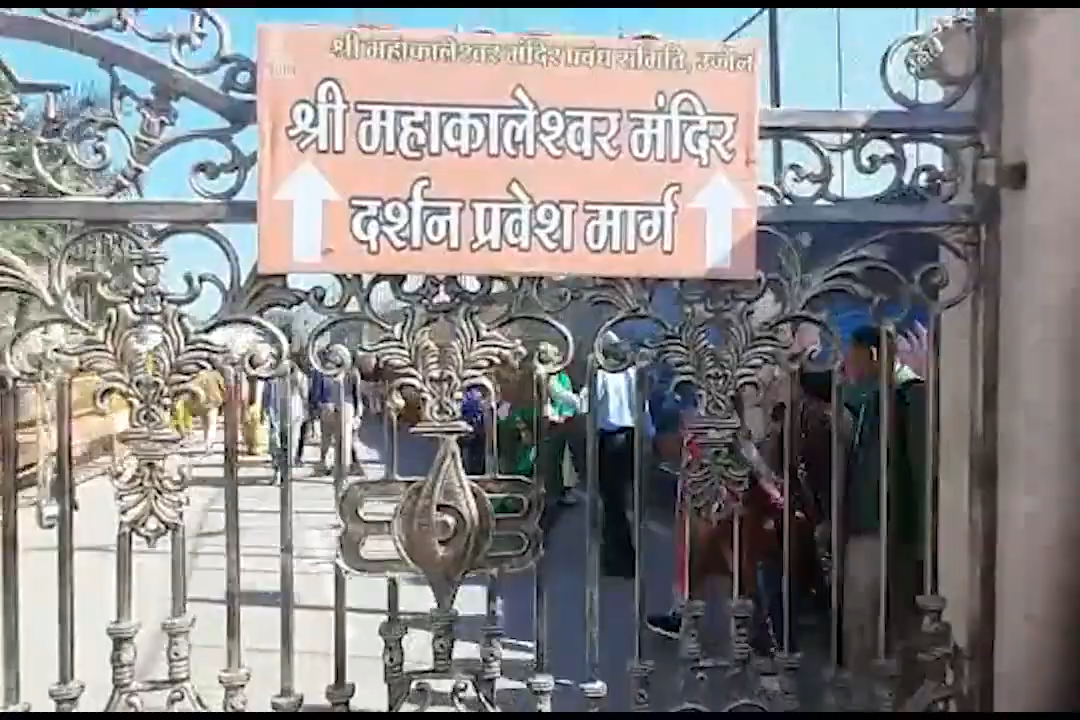 श्री महाकालेश्वर मंदिर प्रबंध समिति, उज्जैन
श्री महाकालेश्वर मंदिर
दर्शन प्रवेश मार्ग